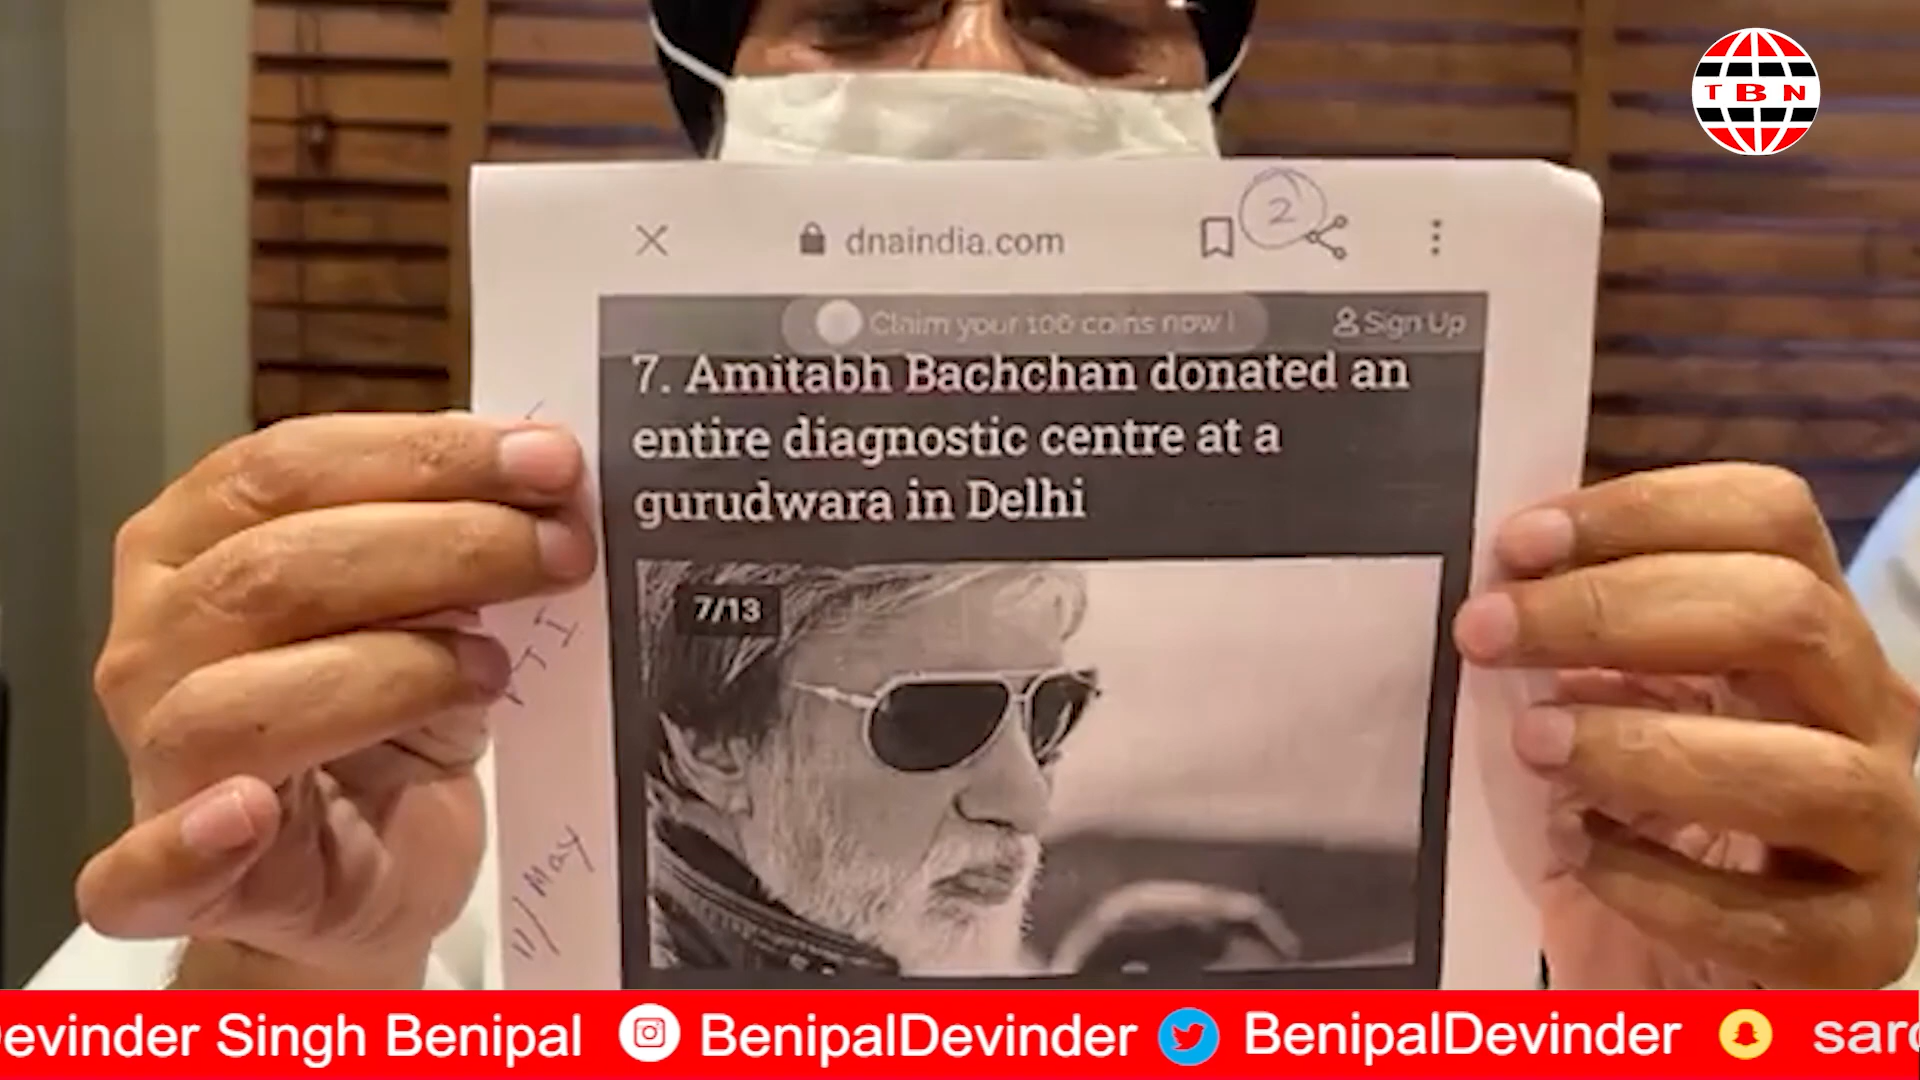 TBN
2
dnaindia.com
Claim your 100 coins now!
Sign Up
7. Amitabh Bachchan donated an
entire diagnostic centre at a
gurudwara in Delhi
7/13
11/May
evinder Singh Benipal BenipalDevinder BenipalDevinder saro